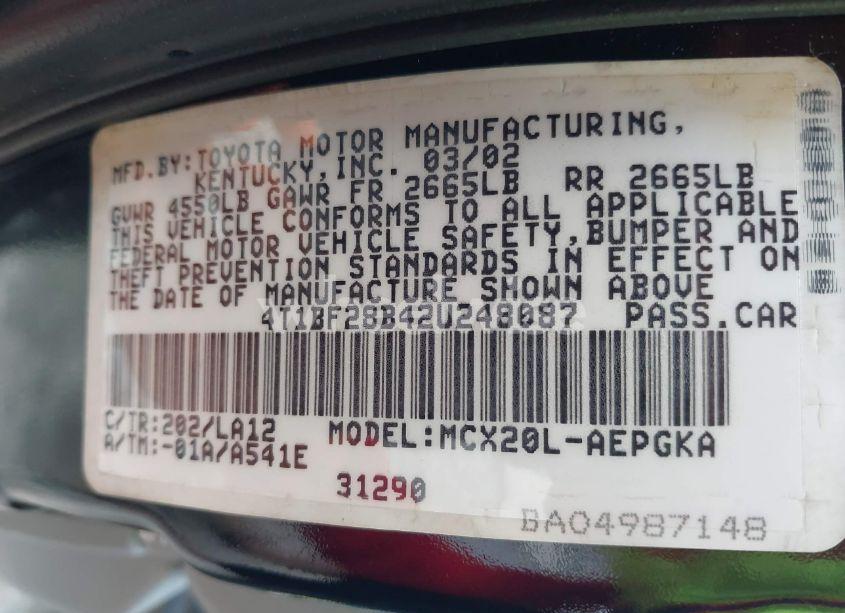 MFD.BY:TOYOTA MOTOR MANUFACTURING,
KENTUCKY,INC. 03/02
GVWR 4550LB GAWR FR 2665LB RR 2665LB
THIS VEHICLE CONFORMS TO ALL APPLICABLE
FEDERAL MOTOR VEHICLE SAFETY,BUMPER AND
THEFT PREVENTION STANDARDS IN EFFECT ON
THE DATE OF MANUFACTURE SHOWN ABOVE
4T1BF28B42U248087 PASS.CAR
C/TR:202/LA12 MODEL:MCX20L-AEPGKA
A/TM:-01A/A541E
31290
BA04987148